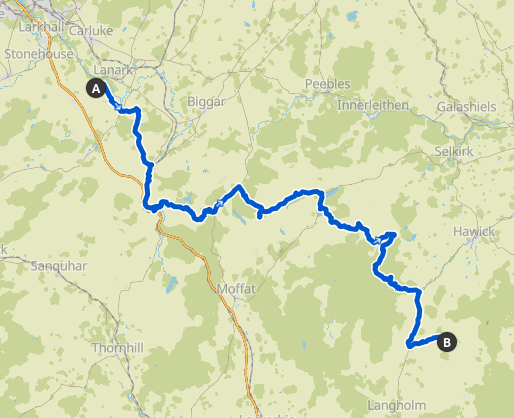 Larkhall
Carluke
Stonehouse
Lanark
A
Peebles
Biggar
Innerleithen
Galashiels
Selkirk
Hawick
Sanquhar
Moffat
Thornhill
B
Langholm